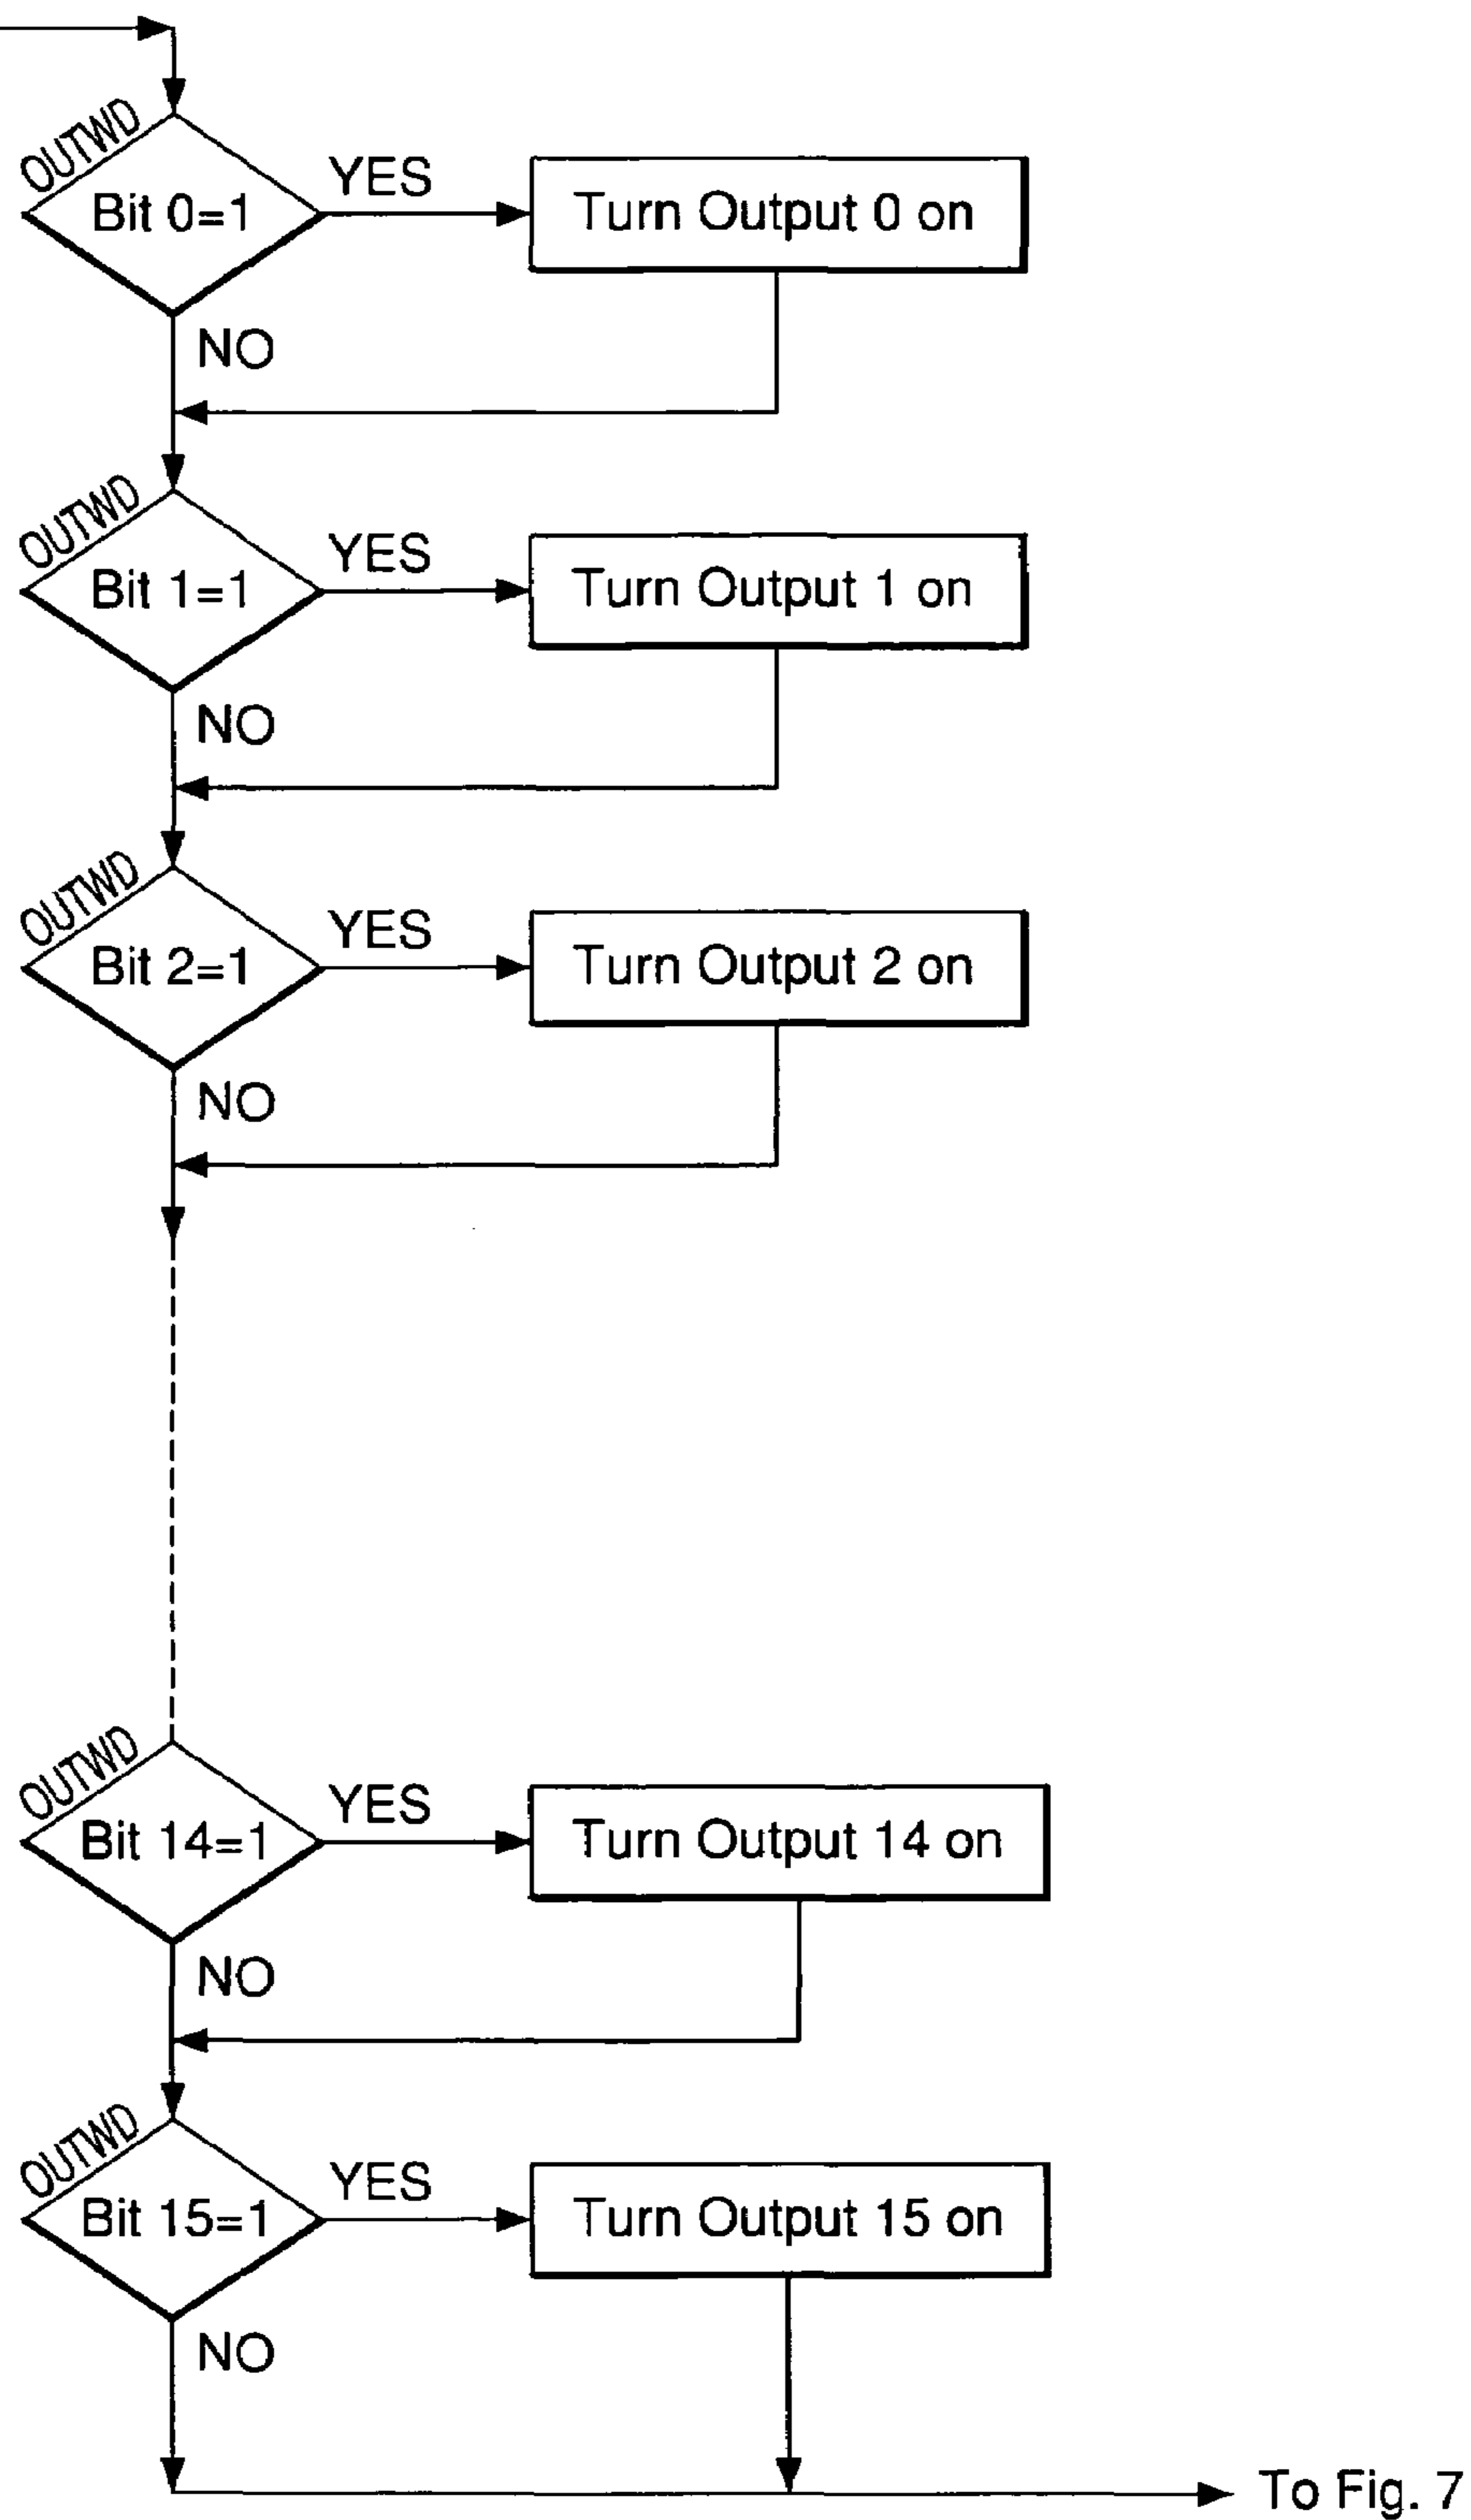 OUTWD
Bit 0=1
YES
Turn Output 0 on
NO
OUTWD
Bit 1=1
YES
Turn Output 1 on
NO
OUTWD
Bit 2=1
YES
Turn Output 2 on
NO
OUTWD
Bit 14=1
YES
Turn Output 14 on
NO
OUTWD
Bit 15=1
YES
Turn Output 15 on
NO
To Fig. 7